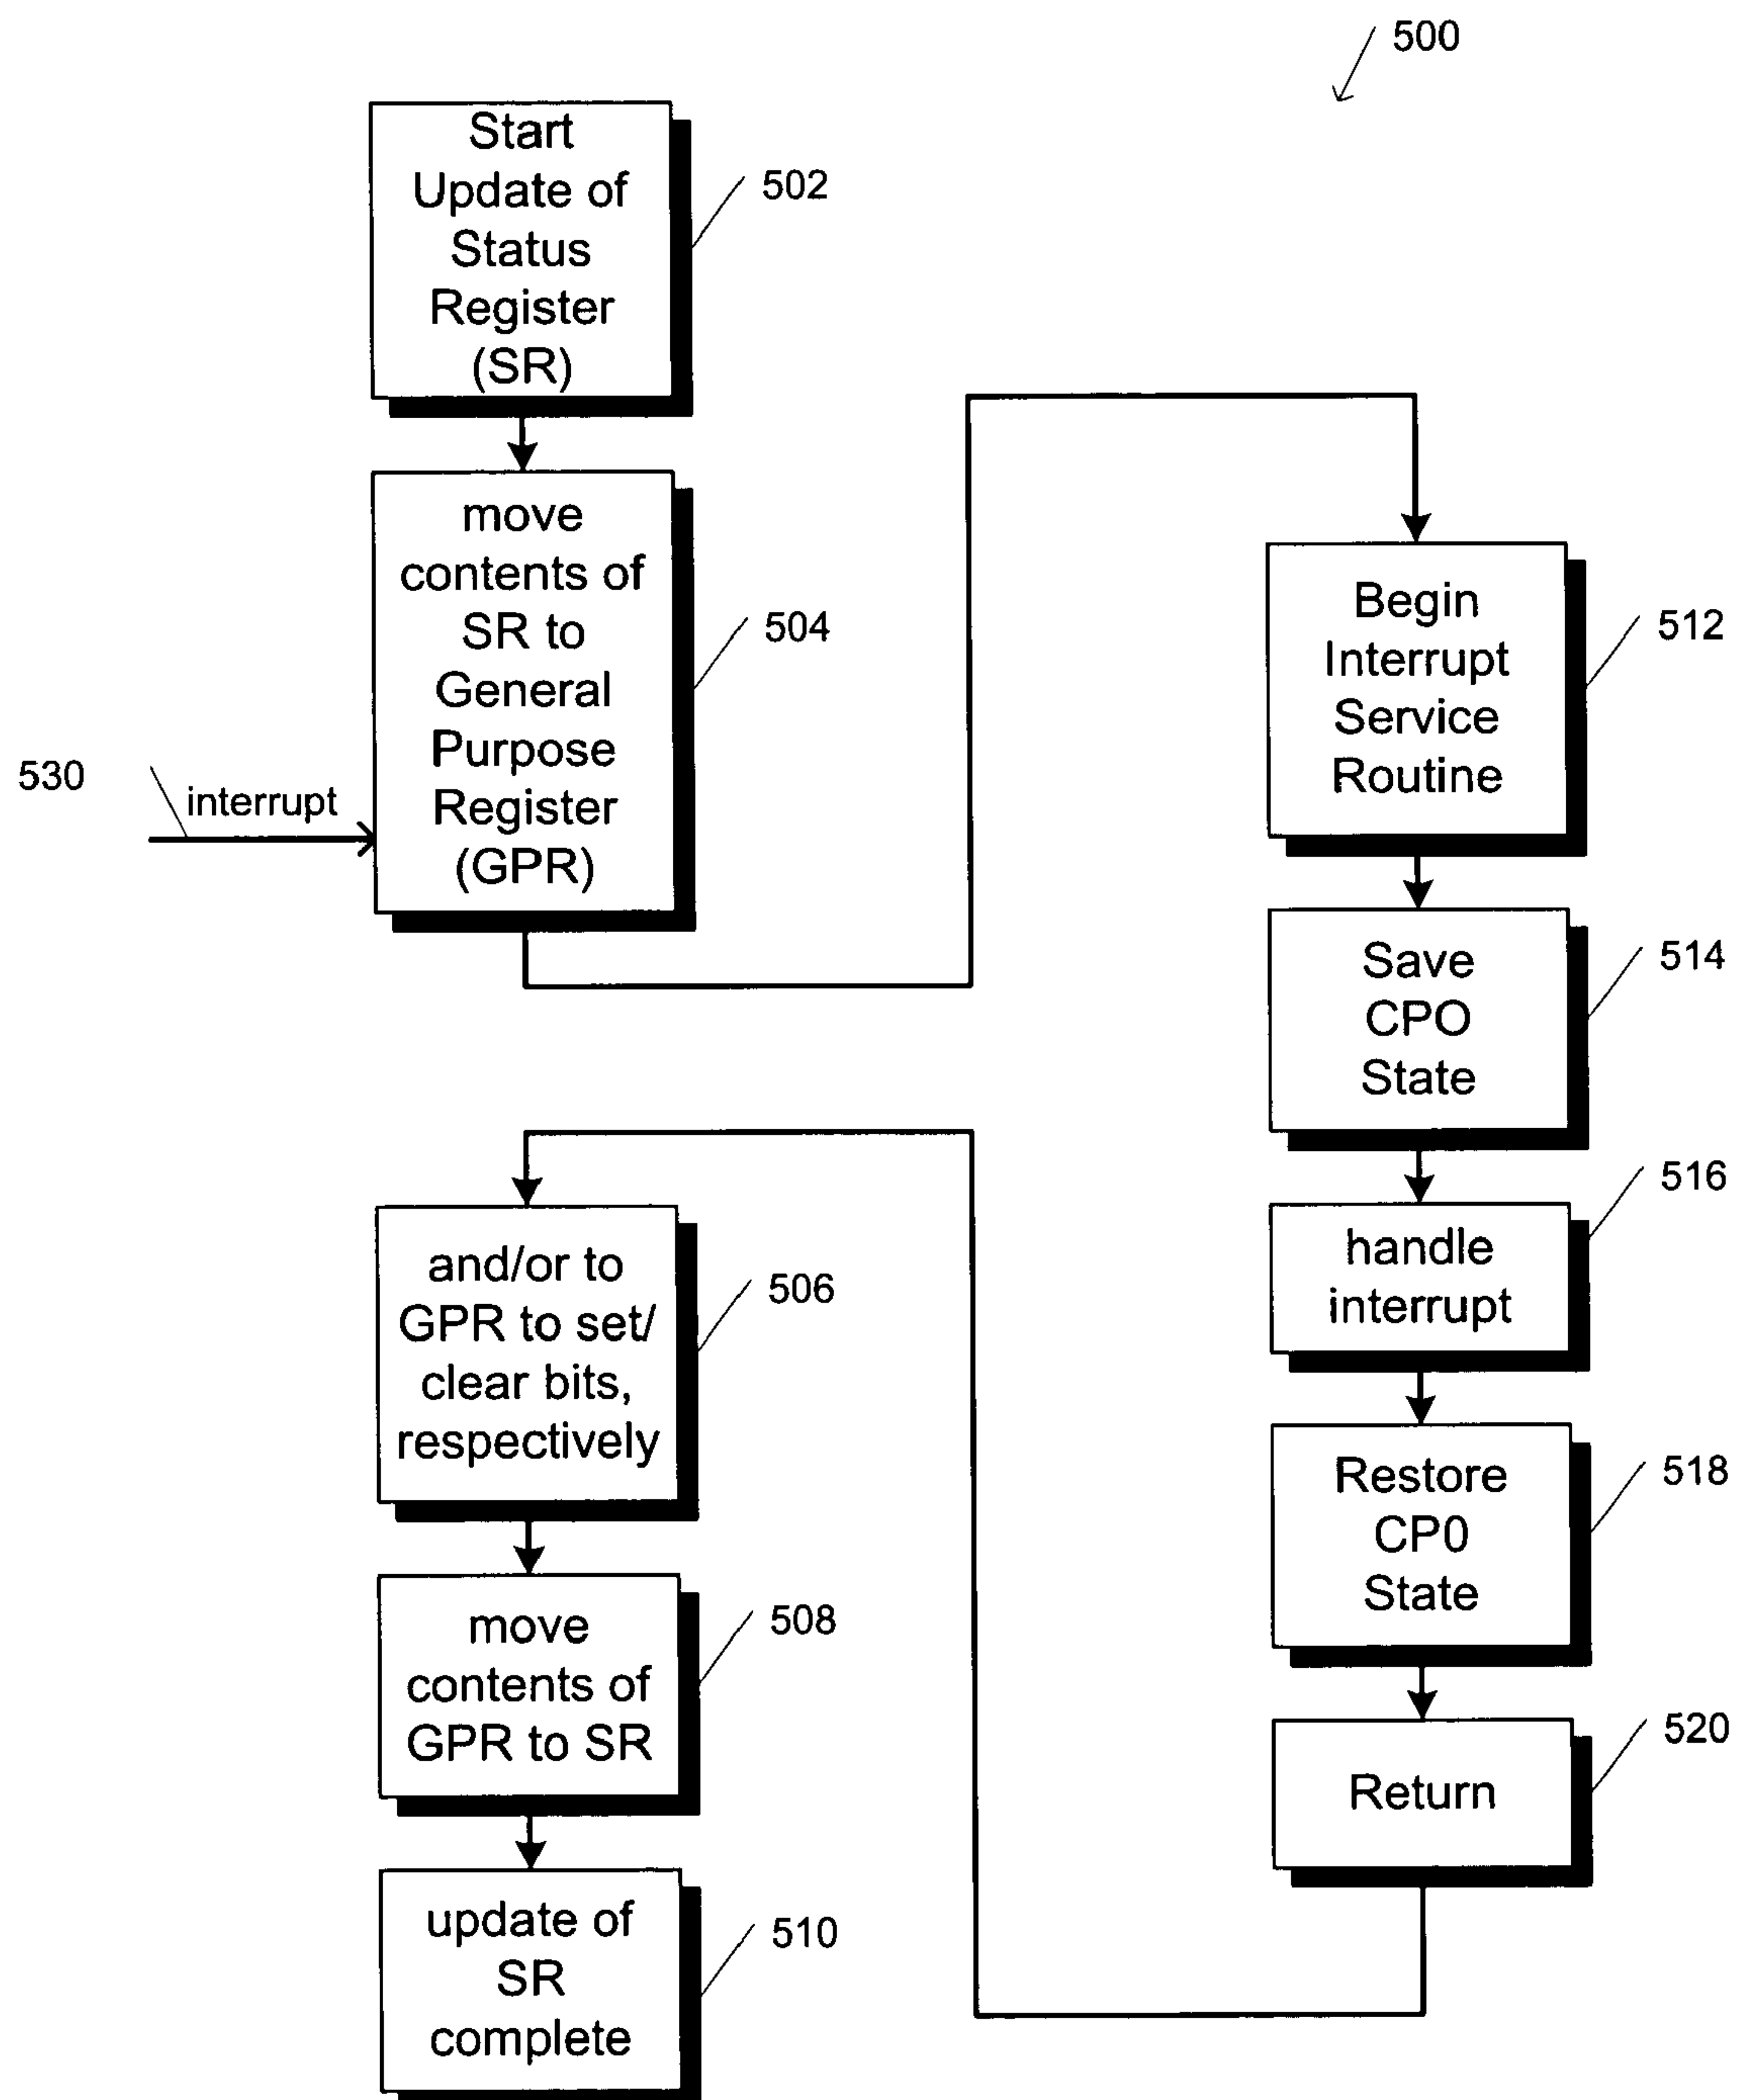 500
Start
Update of
Status
Register
(SR)
502
move
contents of
SR to
General
Purpose
Register
(GPR)
504
530
interrupt
Begin
Interrupt
Service
Routine
512
Save
CPO
State
514
handle
interrupt
516
Restore
CP0
State
518
Return
520
and/or to
GPR to set/
clear bits,
respectively
506
move
contents of
GPR to SR
508
update of
SR
complete
510